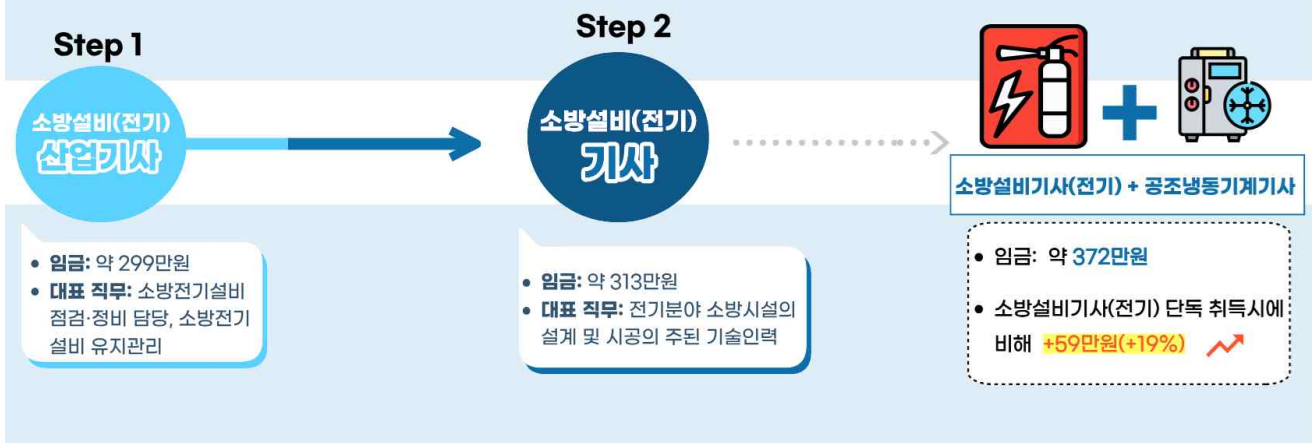 Step 1
소방설비(전기)
산업기사
• 임금: 약 299만원
• 대표 직무: 소방전기설비
점검·정비 담당, 소방전기
설비 유지관리
Step 2
소방설비(전기)
기사
• 임금: 약 313만원
• 대표 직무: 전기분야 소방시설의
설계 및 시공의 주된 기술인력
소방설비기사(전기) + 공조냉동기계기사
• 임금: 약 372만원
• 소방설비기사(전기) 단독 취득시에
비해 +59만원(+19%)